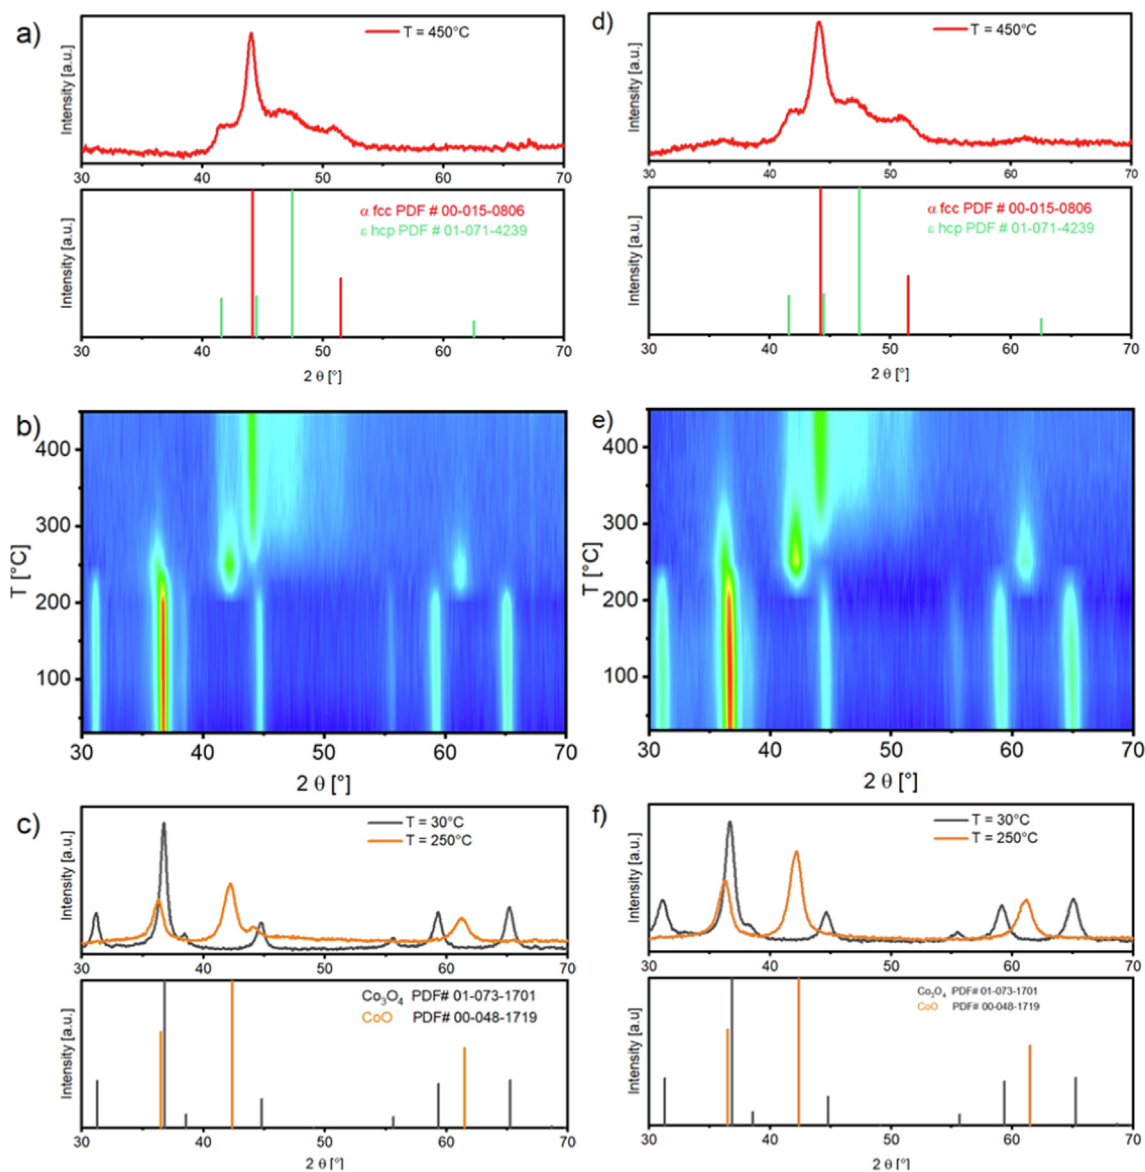 a)
T = 450°C
Intensity [a.u.]
30 40 50 60 70
α fcc PDF # 00-015-0806
ε hcp PDF # 01-071-4239
Intensity [a.u.]
30 40 50 60 70
2 θ [°]
d)
T = 450°C
Intensity [a.u.]
30 40 50 60 70
α fcc PDF # 00-015-0806
ε hcp PDF # 01-071-4239
Intensity [a.u.]
30 40 50 60 70
2 θ [°]
b)
400
300
200
100
T [°C]
30 40 50 60 70
2 θ [°]
e)
400
300
200
100
T [°C]
30 40 50 60 70
2 θ [°]
c)
T = 30°C
T = 250°C
Intensity [a.u.]
30 40 50 60 70
Co₃O₄ PDF# 01-073-1701
CoO PDF# 00-048-1719
Intensity [a.u.]
30 40 50 60 70
2 θ [°]
f)
T = 30°C
T = 250°C
Intensity [a.u.]
30 40 50 60 70
Co₃O₄ PDF# 01-073-1701
CoO PDF# 00-048-1719
Intensity [a.u.]
30 40 50 60 70
2 θ [°]